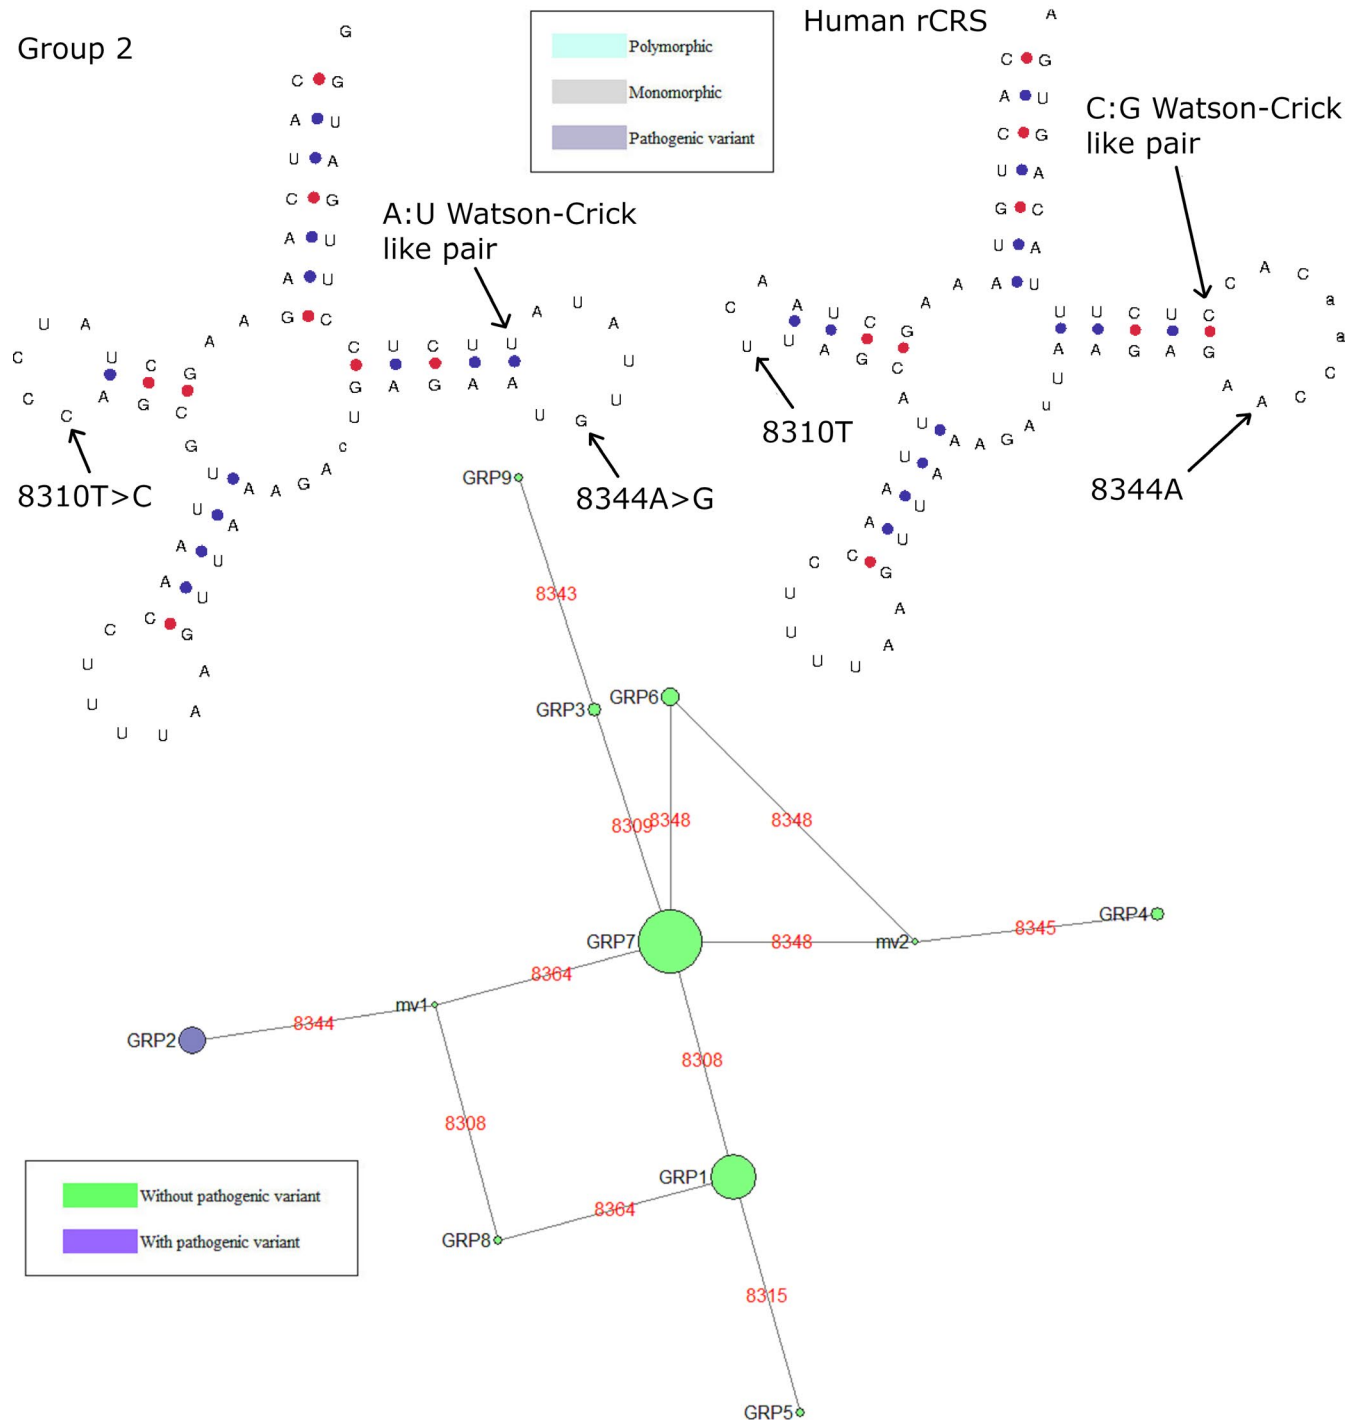 Group 2
G
C G
A U
U A
C G
A U
A U
G C
A
A
G
C
U
A
U
C
C
C
G
A
G
C
C U C U U
G A G A A
A
U
A
U
U
G
U
U
c
A
G
A
A
G
U
U
A
A
C
A
U
U
G
C
U
U
U
U
A
A
A:U Watson-Crick
like pair
8310T>C
8344A>G
Polymorphic
Monomorphic
Pathogenic variant
Human rCRS
A
C G
A U
C G
U A
G C
U A
A U
A
A
G
C
U
A
A
C
U
U
A
G
C
U U C U C
A A G A G
C
A
C
a
a
C
C
A
A
U
u
A
G
A
A
A
U
U
A
A
C
A
U
U
G
C
U
U
U
U
A
A
C:G Watson-Crick
like pair
8310T
8344A
GRP9
8343
GRP3
GRP6
8309
8348
8348
GRP7
8348
mv2
8345
GRP4
8364
mv1
8344
GRP2
8308
8308
GRP1
8364
GRP8
8315
GRP5
Without pathogenic variant
With pathogenic variant